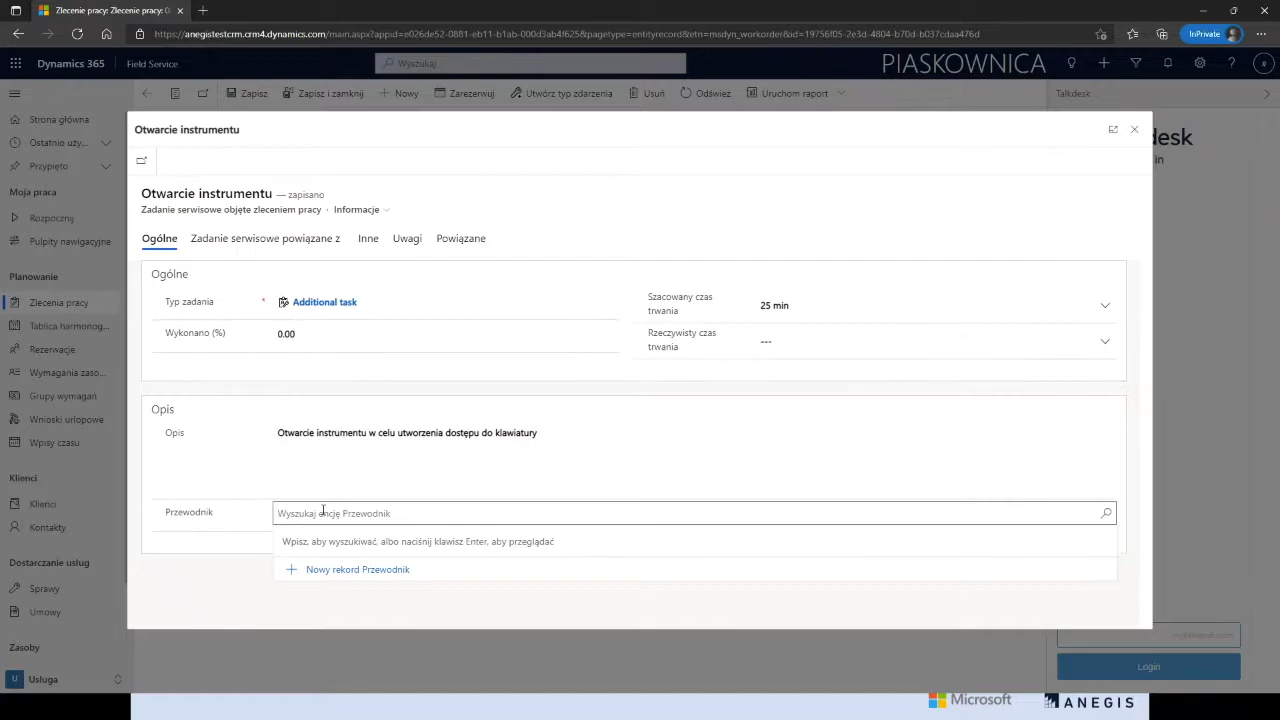 Zlecenie pracy: Zlecenie pracy: 0
https://anegistestcrm.crm4.dynamics.com/main.aspx?appid=e026de52-0881-eb11-b1ab-000d3ab4f625&pagetype=entityrecord&etn=msdyn_workorder&id=19756f05-2e3d-4804-b70d-b037cdaa476d
InPrivate
Dynamics 365
Field Service
Wyszukaj
PIASKOWNICA
Zapisz
Zapisz i zamknij
Nowy
Zarezerwuj
Utwórz typ zdarzenia
Usuń
Odśwież
Uruchom raport
Talkdesk
Strona główna
Ostatnio uży...
Przypięto
Moja praca
Rozpocznij
Pulpity nawigacyjne
Planowanie
Zlecenia pracy
Tablica harmonog...
Rezerwacje
Wymagania zaso...
Grupy wymagań
Wnioski urlopowe
Wpisy czasu
Klienci
Klienci
Kontakty
Dostarczanie usług
Sprawy
Umowy
Zasoby
U Usługa
Otwarcie instrumentu
Otwarcie instrumentu — zapisano
Zadanie serwisowe objęte zleceniem pracy · Informacje
Ogólne
Zadanie serwisowe powiązane z
Inne
Uwagi
Powiązane
Ogólne
Typ zadania * Additional task
Wykonano (%) 0.00
Szacowany czas
trwania
25 min
Rzeczywisty czas
trwania
---
Opis
Opis Otwarcie instrumentu w celu utworzenia dostępu do klawiatury
Przewodnik
Wyszukaj encję Przewodnik
Wpisz, aby wyszukiwać, albo naciśnij klawisz Enter, aby przeglądać
Nowy rekord Przewodnik
desk
in
Login
Microsoft
ANEGIS